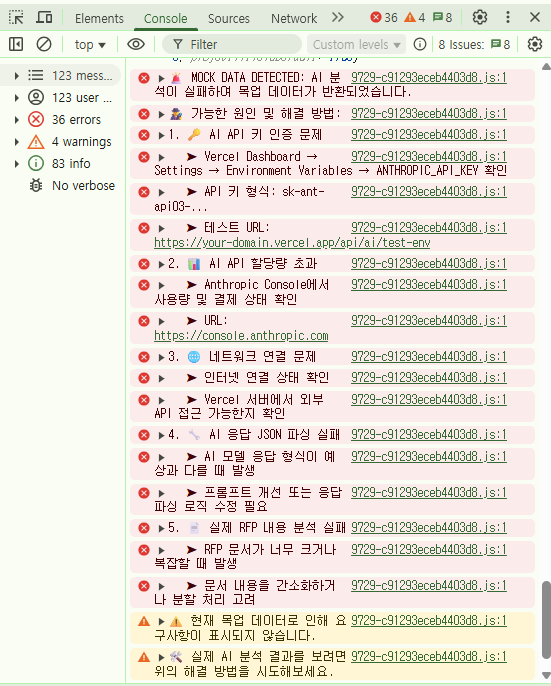 Elements Console Sources Network >> 36 4 8
top ▼ Filter Custom levels ▼ 8 Issues: 8
123 mess...
123 user ...
36 errors
4 warnings
83 info
No verbose
🚨 MOCK DATA DETECTED: AI 분 9729-c91293eceb4403d8.js:1
석이 실패하여 목업 데이터가 반환되었습니다.
🕵️ 가능한 원인 및 해결 방법: 9729-c91293eceb4403d8.js:1
1. 🔑 AI API 키 인증 문제 9729-c91293eceb4403d8.js:1
➤ Vercel Dashboard → 9729-c91293eceb4403d8.js:1
Settings → Environment Variables → ANTHROPIC_API_KEY 확인
➤ API 키 형식: sk-ant- 9729-c91293eceb4403d8.js:1
api03-...
➤ 테스트 URL: 9729-c91293eceb4403d8.js:1
https://your-domain.vercel.app/api/ai/test-env
2. 📊 AI API 할당량 초과 9729-c91293eceb4403d8.js:1
➤ Anthropic Console에서 9729-c91293eceb4403d8.js:1
사용량 및 결제 상태 확인
➤ URL: 9729-c91293eceb4403d8.js:1
https://console.anthropic.com
3. 🌐 네트워크 연결 문제 9729-c91293eceb4403d8.js:1
➤ 인터넷 연결 상태 확인 9729-c91293eceb4403d8.js:1
➤ Vercel 서버에서 외부 9729-c91293eceb4403d8.js:1
API 접근 가능한지 확인
4. 🔧 AI 응답 JSON 파싱 실패 9729-c91293eceb4403d8.js:1
➤ AI 모델 응답 형식이 예 9729-c91293eceb4403d8.js:1
상과 다를 때 발생
➤ 프롬프트 개선 또는 응답 9729-c91293eceb4403d8.js:1
파싱 로직 수정 필요
5. 📄 실제 RFP 내용 분석 실패 9729-c91293eceb4403d8.js:1
➤ RFP 문서가 너무 크거나 9729-c91293eceb4403d8.js:1
복잡할 때 발생
➤ 문서 내용을 간소화하거 9729-c91293eceb4403d8.js:1
나 분할 처리 고려
⚠️ 현재 목업 데이터로 인해 요 9729-c91293eceb4403d8.js:1
구사항이 표시되지 않습니다.
🛠️ 실제 AI 분석 결과를 보려면 9729-c91293eceb4403d8.js:1
위의 해결 방법을 시도해보세요.